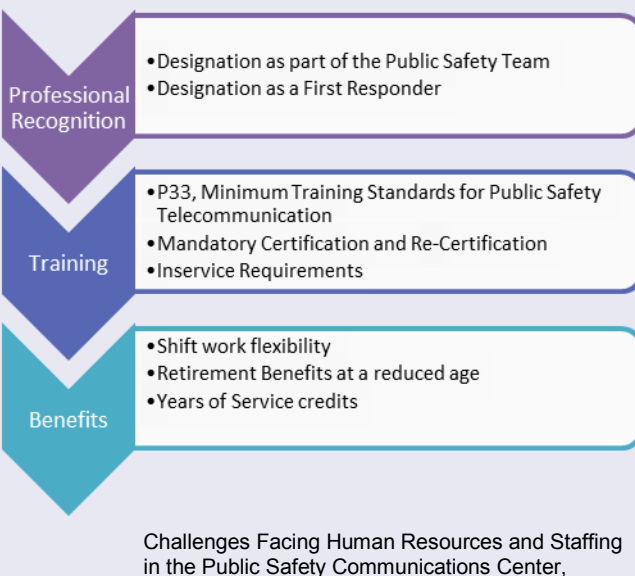 Professional
Recognition
•Designation as part of the Public Safety Team
•Designation as a First Responder
Training
•P33, Minimum Training Standards for Public Safety
Telecommunication
•Mandatory Certification and Re-Certification
•Inservice Requirements
Benefits
•Shift work flexibility
•Retirement Benefits at a reduced age
•Years of Service credits
Challenges Facing Human Resources and Staffing
in the Public Safety Communications Center,